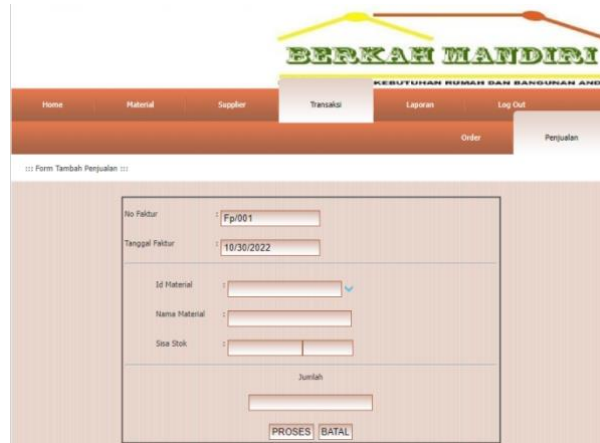 BERKAH MANDIRI
KEBUTUHAN RUMAH DAN BANGUNAN AND
Home Material Supplier Transaksi Laporan Log Out
Order Penjualan
::: Form Tambah Penjualan :::
No Faktur : Fp/001
Tanggal Faktur : 10/30/2022
Id Material :
Nama Material :
Sisa Stok :
Jumlah
PROSES BATAL